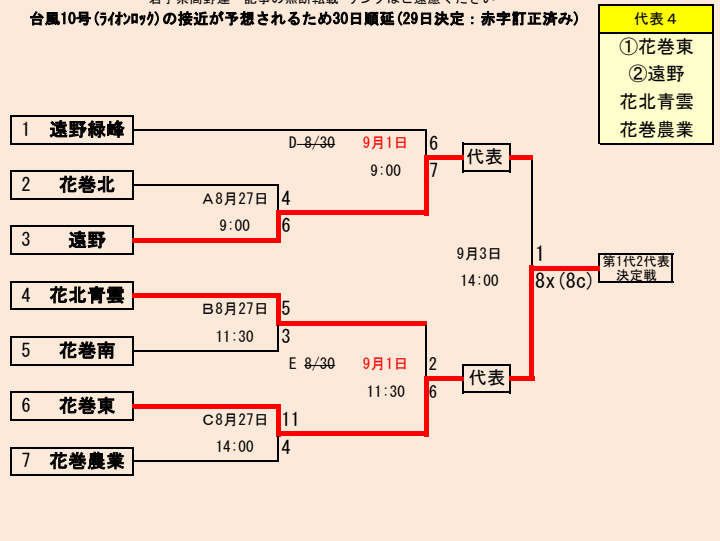 台風10号(ﾗｲｵﾝﾛｯｸ)の接近が予想されるため30日順延(29日決定：赤字訂正済み)
代表４
①花巻東
②遠野
花北青雲
花巻農業
1 遠野緑峰
D 8/30 9月1日 6
9:00 7
代表
2 花巻北
A8月27日 4
9:00 6
3 遠野
9月3日 1
14:00 8x(8c)
第1代2代表
決定戦
4 花北青雲
B8月27日 5
11:30 3
5 花巻南
E 8/30 9月1日 2
11:30 6
代表
6 花巻東
C8月27日 11
14:00 4
7 花巻農業